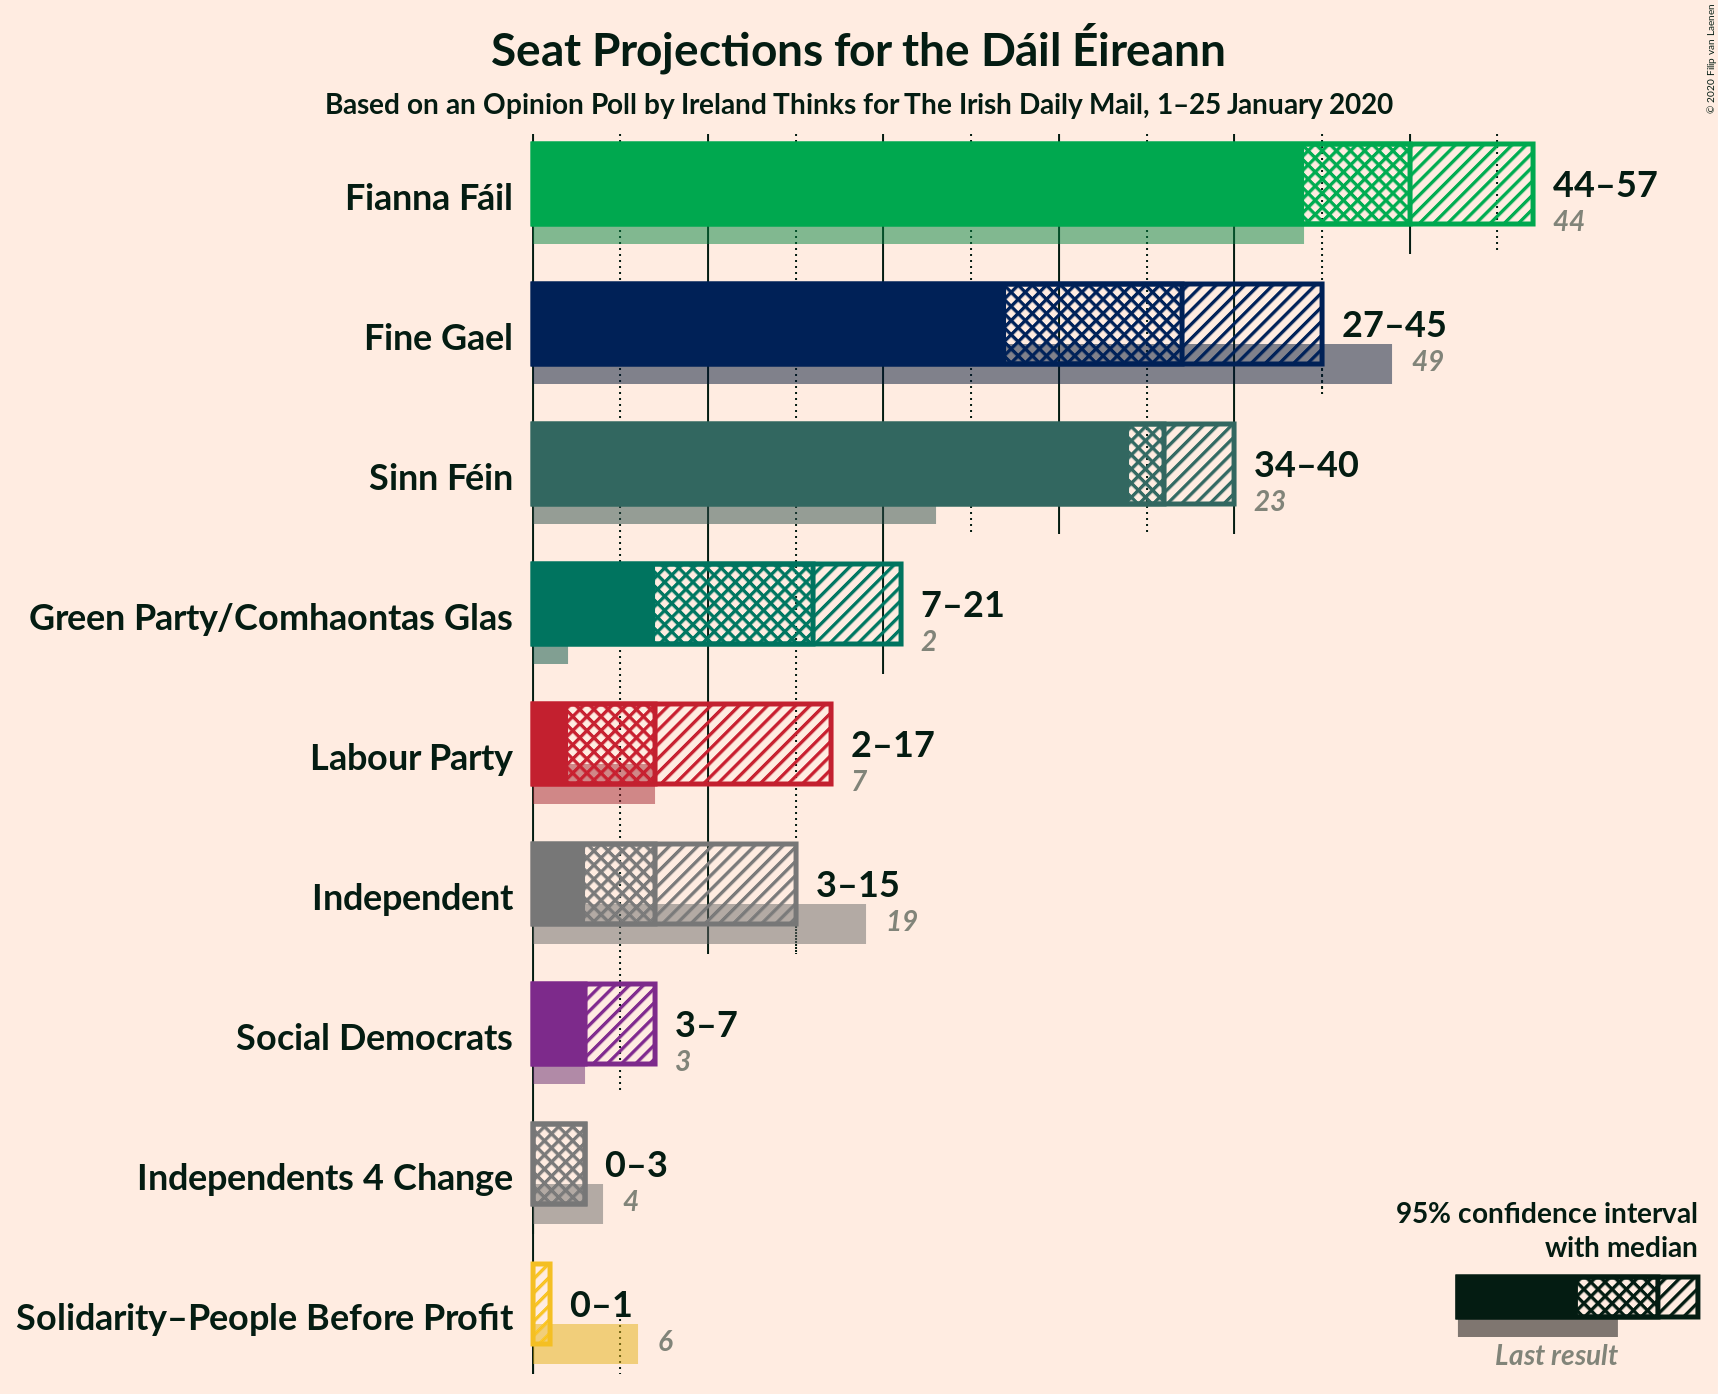 Seat Projections for the Dáil Éireann
Based on an Opinion Poll by Ireland Thinks for The Irish Daily Mail, 1–25 January 2020
© 2020 Filip van Laenen
Fianna Fáil
44–57
44
Fine Gael
27–45
49
Sinn Féin
34–40
23
Green Party/Comhaontas Glas
7–21
2
Labour Party
2–17
7
Independent
3–15
19
Social Democrats
3–7
3
Independents 4 Change
0–3
4
Solidarity–People Before Profit
0–1
6
95% confidence interval
with median
Last result